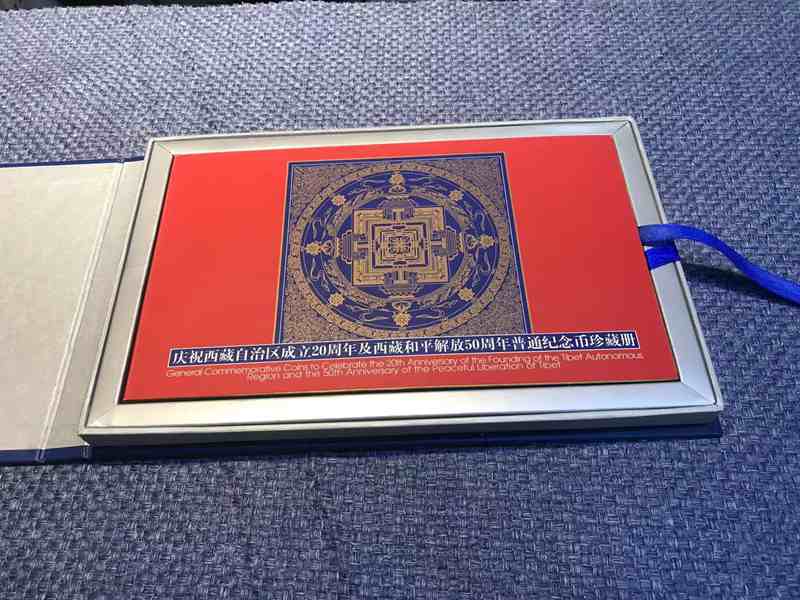 庆祝西藏自治区成立20周年及西藏和平解放50周年普通纪念币珍藏册
General Commemorative Coins to Celebrate the 20th Anniversary of the Founding of the Tibet Autonomous
Region and the 50th Anniversary of the Peaceful Liberation of Tibet